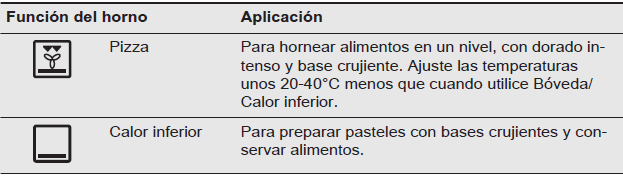 Función del horno Aplicación
Pizza Para hornear alimentos en un nivel, con dorado in-
tenso y base crujiente. Ajuste las temperaturas
unos 20-40°C menos que cuando utilice Bóveda/
Calor inferior.
Calor inferior Para preparar pasteles con bases crujientes y con-
servar alimentos.